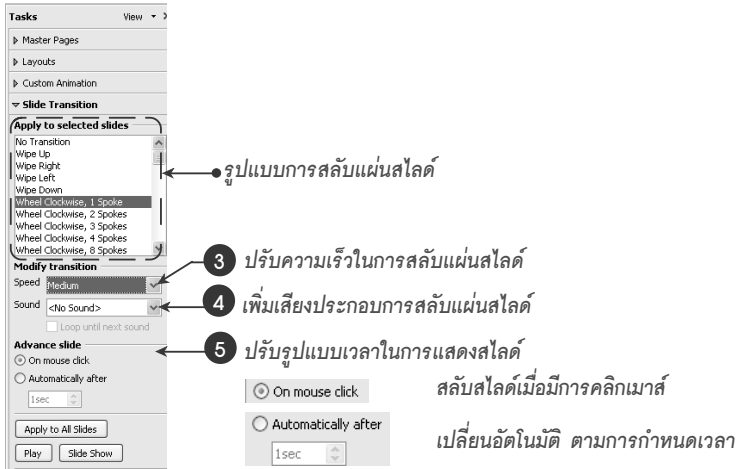 Tasks View
Master Pages
Layouts
Custom Animation
Slide Transition
Apply to selected slides
No Transition
Wipe Up
Wipe Right
Wipe Left
Wipe Down
Wheel Clockwise, 1 Spoke
Wheel Clockwise, 2 Spokes
Wheel Clockwise, 3 Spokes
Wheel Clockwise, 4 Spokes
Wheel Clockwise, 8 Spokes
รูปแบบการสลับแผ่นสไลด์
Modify transition
Speed Medium
3 ปรับความเร็วในการสลับแผ่นสไลด์
Sound <No Sound>
4 เพิ่มเสียงประกอบการสลับแผ่นสไลด์
Loop until next sound
Advance slide
5 ปรับรูปแบบเวลาในการแสดงสไลด์
On mouse click
Automatically after
1sec
Apply to All Slides
Play Slide Show
On mouse click สลับสไลด์เมื่อมีการคลิกเมาส์
Automatically after
1sec
เปลี่ยนอัตโนมัติ ตามการกำหนดเวลา